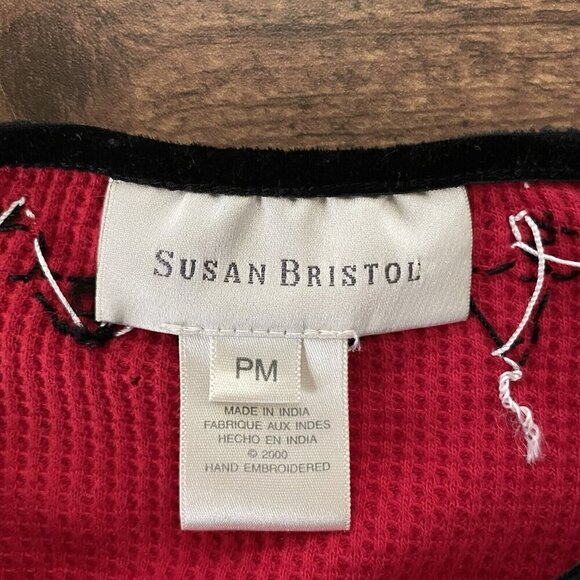 SUSAN BRISTOL
PM
MADE IN INDIA
FABRIQUE AUX INDES
HECHO EN INDIA
© 2000
HAND EMBROIDERED